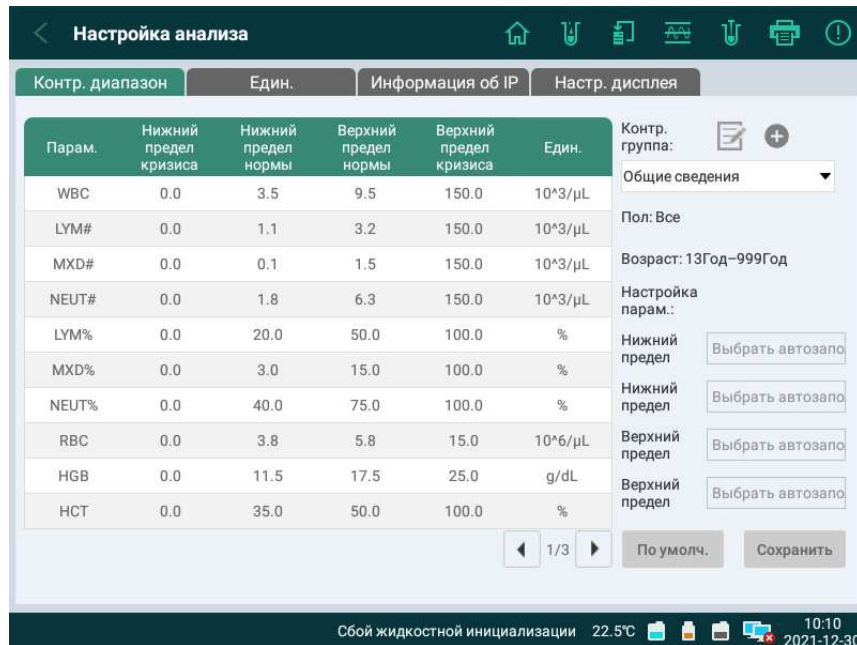 Настройка анализа
Контр. диапазон Един. Информация об IP Настр. дисплея
Парам. Нижний предел кризиса Нижний предел нормы Верхний предел нормы Верхний предел кризиса Един.
WBC 0.0 3.5 9.5 150.0 10^3/µL
LYM# 0.0 1.1 3.2 150.0 10^3/µL
MXD# 0.0 0.1 1.5 150.0 10^3/µL
NEUT# 0.0 1.8 6.3 150.0 10^3/µL
LYM% 0.0 20.0 50.0 100.0 %
MXD% 0.0 3.0 15.0 100.0 %
NEUT% 0.0 40.0 75.0 100.0 %
RBC 0.0 3.8 5.8 15.0 10^6/µL
HGB 0.0 11.5 17.5 25.0 g/dL
HCT 0.0 35.0 50.0 100.0 %
1/3
Контр.
группа:
Общие сведения
Пол: Все
Возраст: 13Год–999Год
Настройка
парам.:
Нижний
предел
Выбрать автозапо
Нижний
предел
Выбрать автозапо
Верхний
предел
Выбрать автозапо
Верхний
предел
Выбрать автозапо
По умолч. Сохранить
Сбой жидкостной инициализации 22.5℃
10:10
2021-12-30